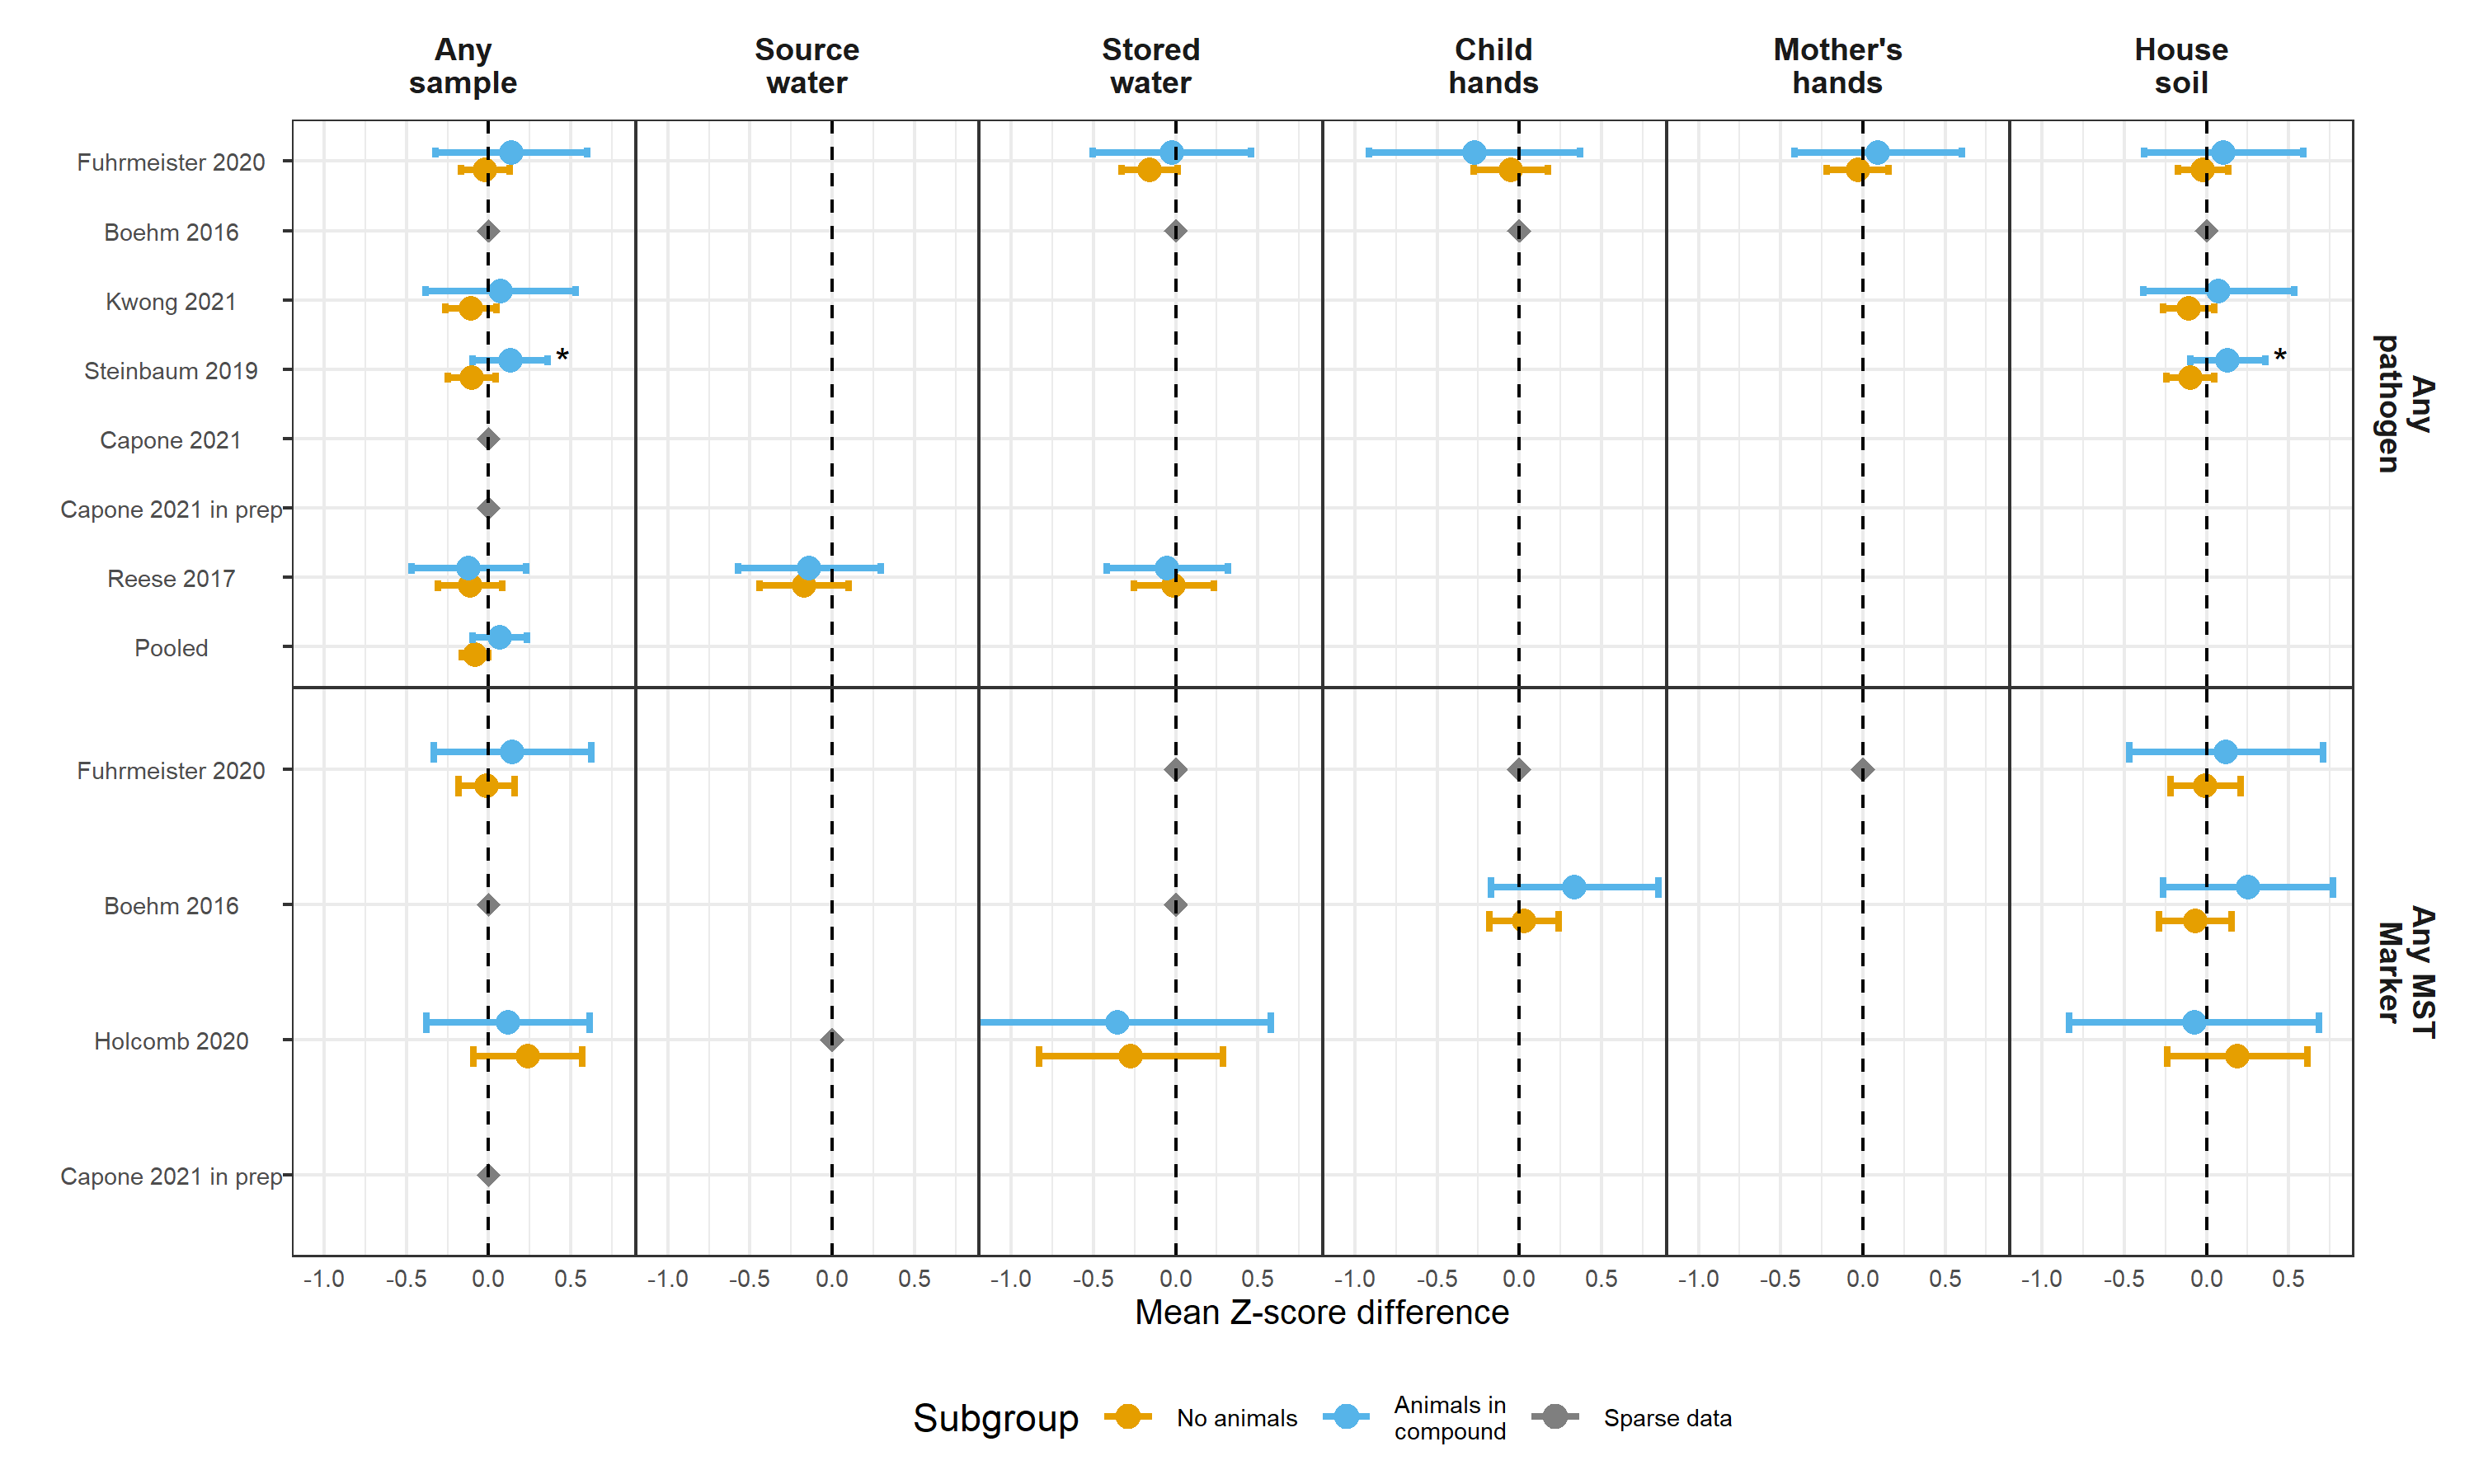 Any
sample
Source
water
Stored
water
Child
hands
Mother's
hands
House
soil
Fuhrmeister 2020
Boehm 2016
Kwong 2021
Steinbaum 2019
* *
Capone 2021
Capone 2021 in prep
Reese 2017
Pooled
Any
pathogen
Fuhrmeister 2020
Boehm 2016
Holcomb 2020
Capone 2021 in prep
Any MST
Marker
-1.0 -0.5 0.0 0.5 -1.0 -0.5 0.0 0.5 -1.0 -0.5 0.0 0.5 -1.0 -0.5 0.0 0.5 -1.0 -0.5 0.0 0.5 -1.0 -0.5 0.0 0.5
Mean Z-score difference
Subgroup
No animals
Animals in
compound
Sparse data